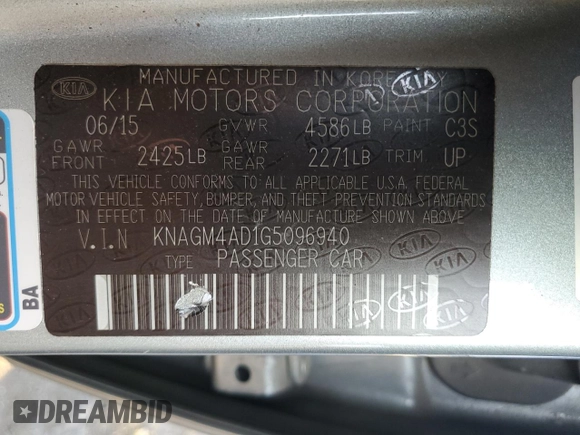 MANUFACTURED IN KOREA BY
KIA
KIA MOTORS CORPORATION
06/15 GVWR 4586LB PAINT C3S
GAWR FRONT 2425LB GAWR REAR 2271LB TRIM UP
THIS VEHICLE CONFORMS TO ALL APPLICABLE U.S.A. FEDERAL
MOTOR VEHICLE SAFETY, BUMPER, AND THEFT PREVENTION STANDARDS
IN EFFECT ON THE DATE OF MANUFACTURE SHOWN ABOVE.
V.I.N KNAGM4AD1G5096940
TYPE PASSENGER CAR
BA
DREAMBID